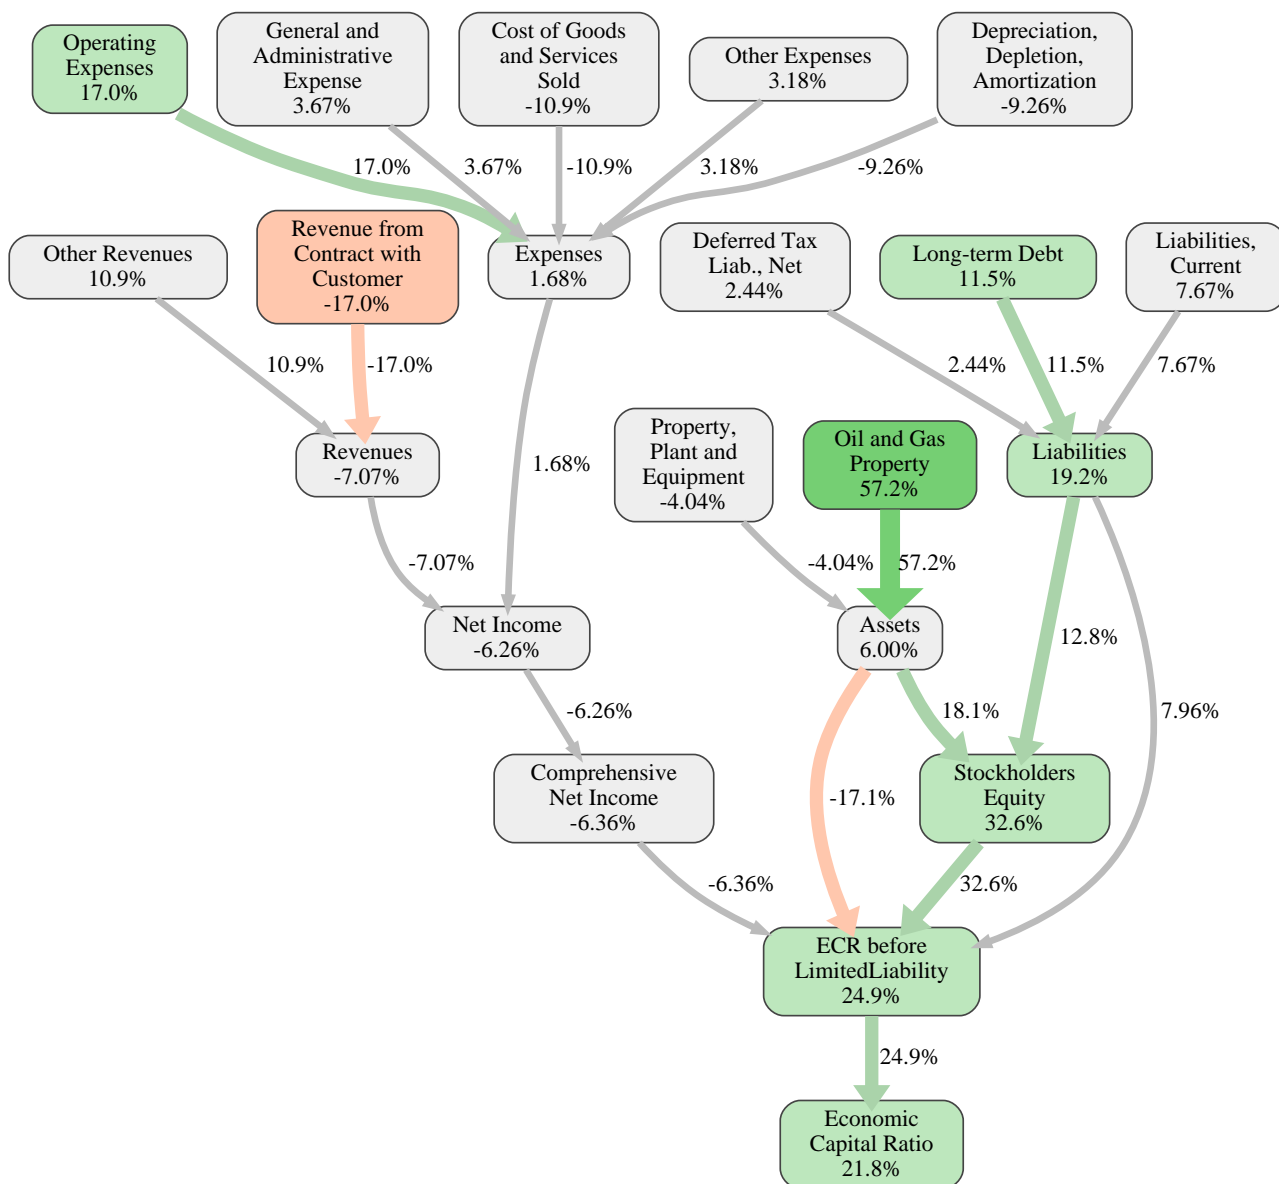 Operating
Expenses
17.0%
General and
Administrative
Expense
3.67%
Cost of Goods
and Services
Sold
-10.9%
Other Expenses
3.18%
Depreciation,
Depletion,
Amortization
-9.26%
17.0%
3.67%
-10.9%
3.18%
-9.26%
Other Revenues
10.9%
Revenue from
Contract with
Customer
-17.0%
Expenses
1.68%
Deferred Tax
Liab., Net
2.44%
Long-term Debt
11.5%
Liabilities,
Current
7.67%
10.9%
-17.0%
2.44%
11.5%
7.67%
Revenues
-7.07%
1.68%
Property,
Plant and
Equipment
-4.04%
Oil and Gas
Property
57.2%
Liabilities
19.2%
-7.07%
-4.04%
57.2%
Net Income
-6.26%
Assets
6.00%
12.8%
-6.26%
18.1%
7.96%
Comprehensive
Net Income
-6.36%
-17.1%
Stockholders
Equity
32.6%
-6.36%
32.6%
ECR before
LimitedLiability
24.9%
24.9%
Economic
Capital Ratio
21.8%